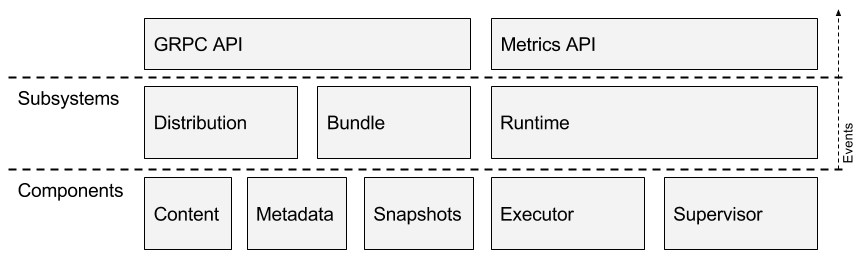 GRPC API
Metrics API
Subsystems
Distribution
Bundle
Runtime
Events
Components
Content
Metadata
Snapshots
Executor
Supervisor